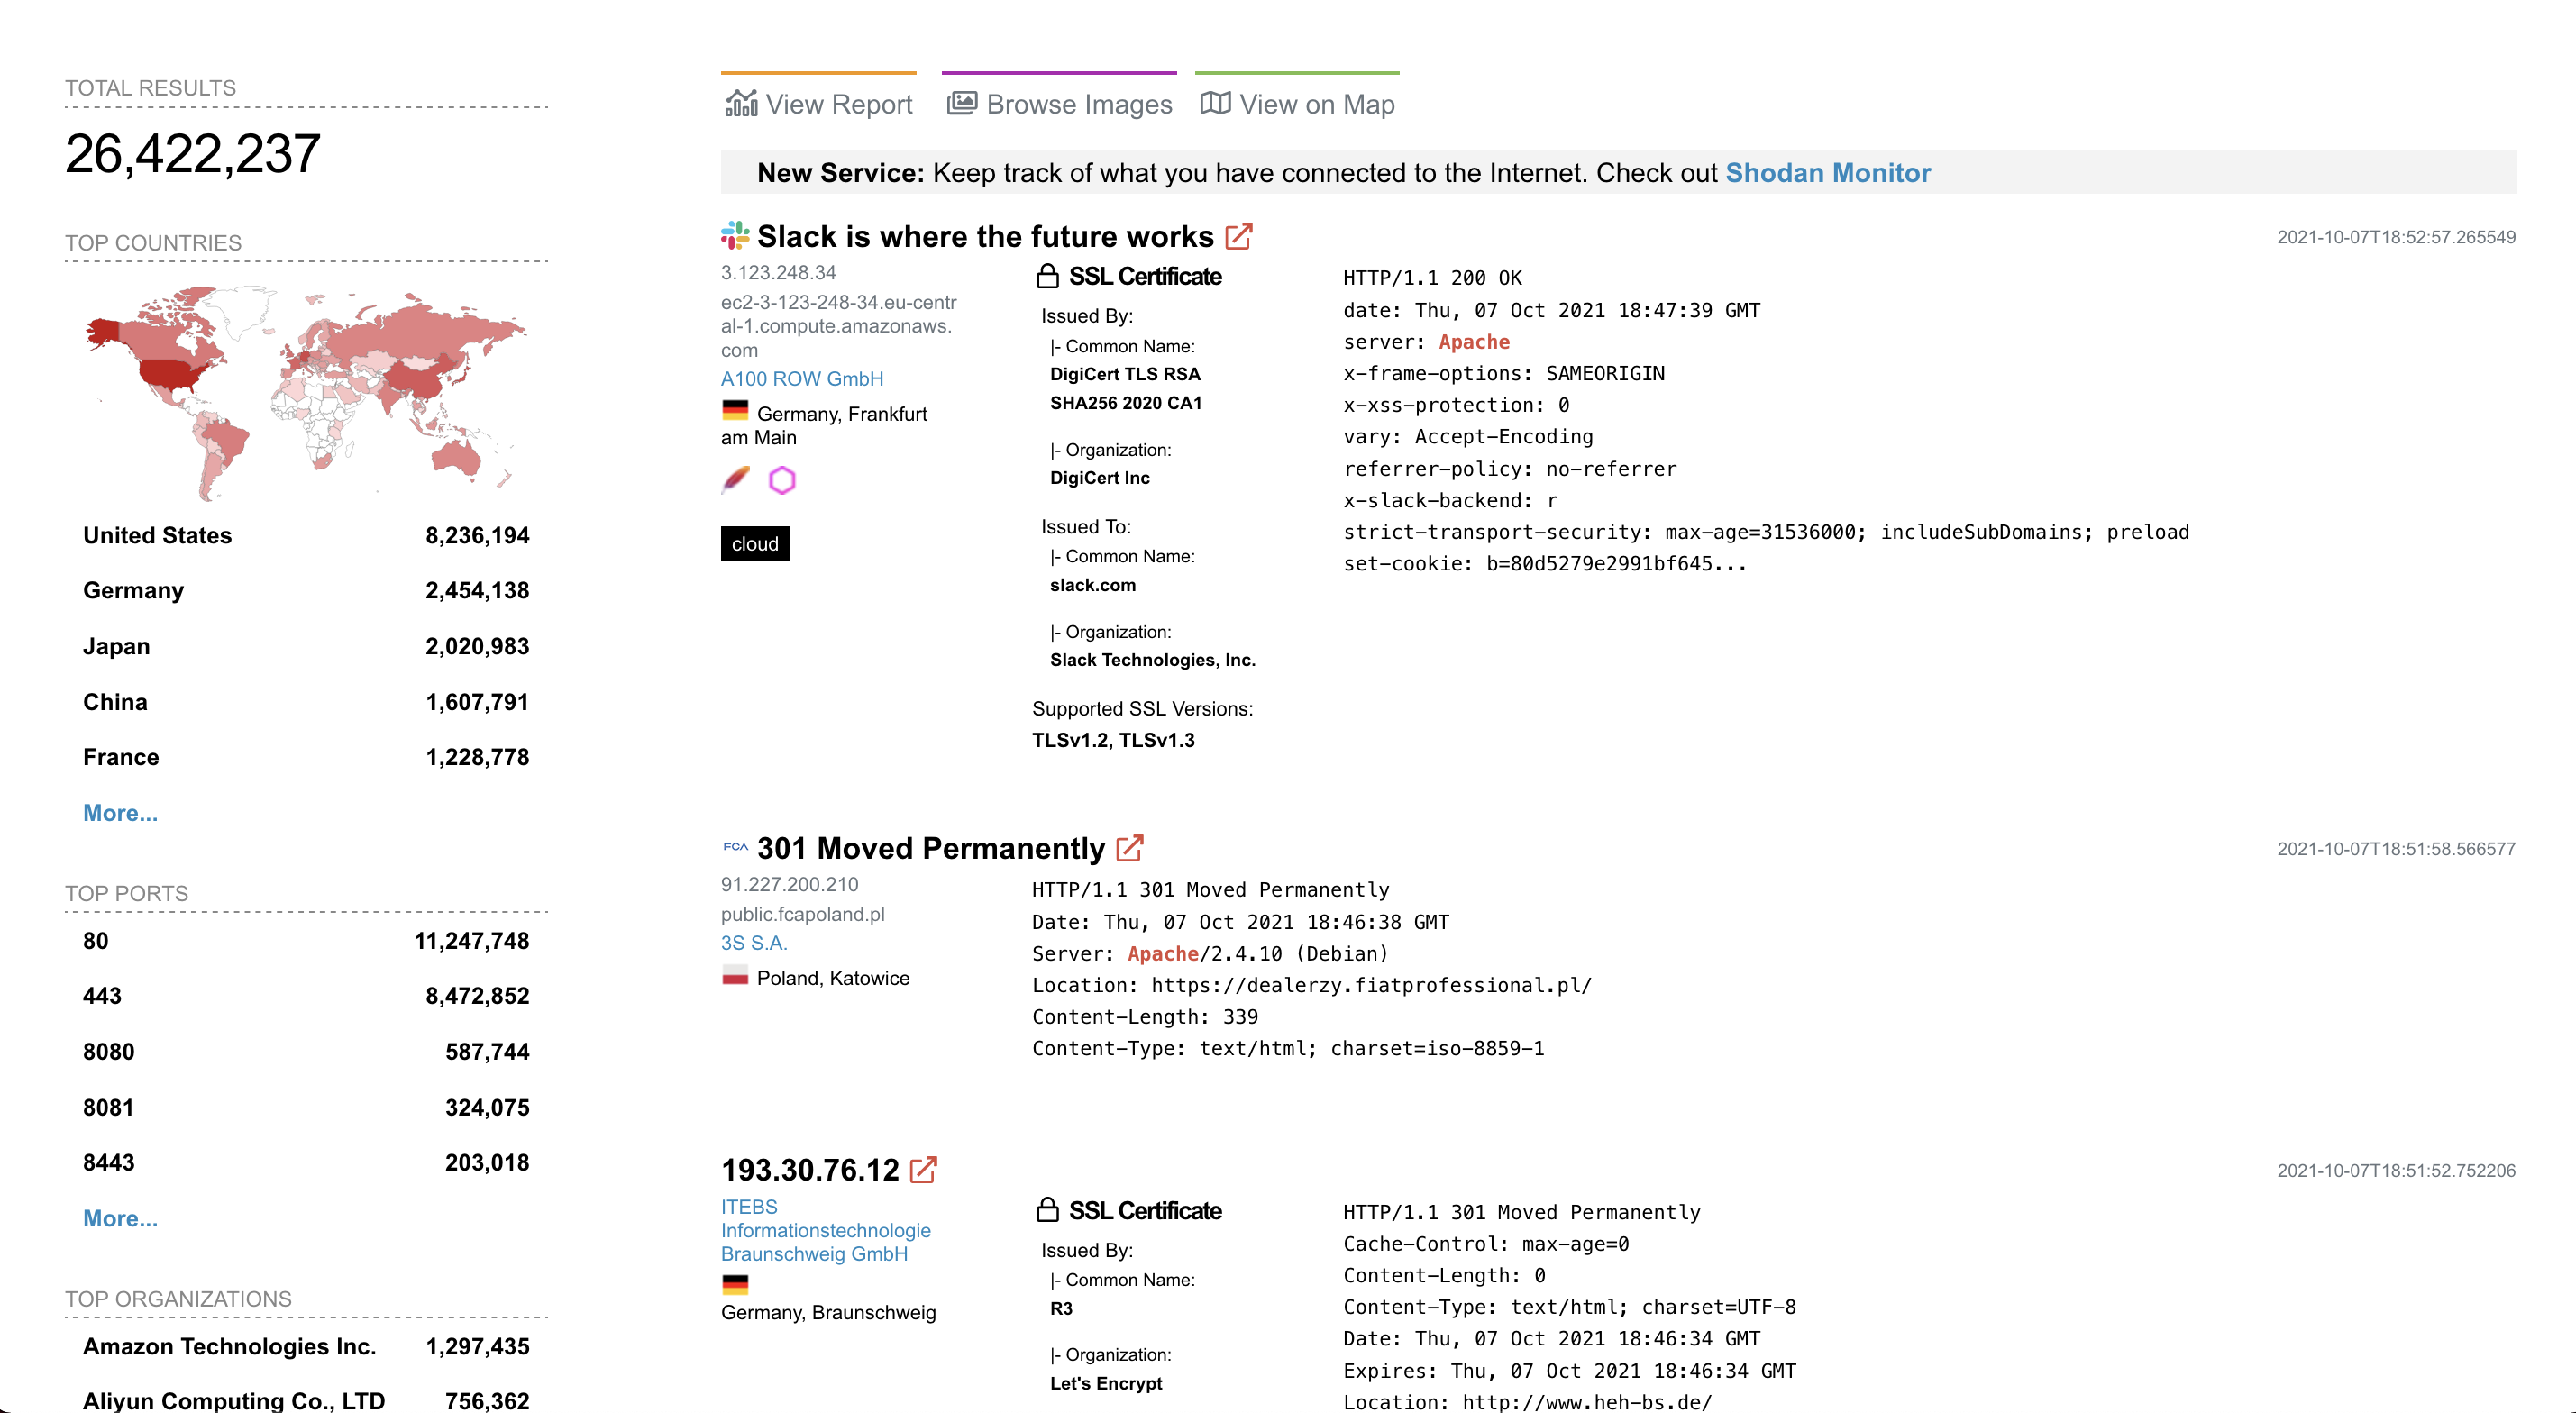 TOTAL RESULTS
26,422,237
TOP COUNTRIES
United States 8,236,194
Germany 2,454,138
Japan 2,020,983
China 1,607,791
France 1,228,778
More...
TOP PORTS
80 11,247,748
443 8,472,852
8080 587,744
8081 324,075
8443 203,018
More...
TOP ORGANIZATIONS
Amazon Technologies Inc. 1,297,435
Aliyun Computing Co., LTD 756,362
View Report Browse Images View on Map
New Service: Keep track of what you have connected to the Internet. Check out Shodan Monitor
Slack is where the future works
2021-10-07T18:52:57.265549
3.123.248.34
ec2-3-123-248-34.eu-centr
al-1.compute.amazonaws.
com
A100 ROW GmbH
Germany, Frankfurt
am Main
cloud
SSL Certificate
Issued By:
|- Common Name:
DigiCert TLS RSA
SHA256 2020 CA1
|- Organization:
DigiCert Inc
Issued To:
|- Common Name:
slack.com
|- Organization:
Slack Technologies, Inc.
Supported SSL Versions:
TLSv1.2, TLSv1.3
HTTP/1.1 200 OK
date: Thu, 07 Oct 2021 18:47:39 GMT
server: Apache
x-frame-options: SAMEORIGIN
x-xss-protection: 0
vary: Accept-Encoding
referrer-policy: no-referrer
x-slack-backend: r
strict-transport-security: max-age=31536000; includeSubDomains; preload
set-cookie: b=80d5279e2991bf645...
FCA 301 Moved Permanently
2021-10-07T18:51:58.566577
91.227.200.210
public.fcapoland.pl
3S S.A.
Poland, Katowice
HTTP/1.1 301 Moved Permanently
Date: Thu, 07 Oct 2021 18:46:38 GMT
Server: Apache/2.4.10 (Debian)
Location: https://dealerzy.fiatprofessional.pl/
Content-Length: 339
Content-Type: text/html; charset=iso-8859-1
193.30.76.12
2021-10-07T18:51:52.752206
ITEBS
Informationstechnologie
Braunschweig GmbH
Germany, Braunschweig
SSL Certificate
Issued By:
|- Common Name:
R3
|- Organization:
Let's Encrypt
HTTP/1.1 301 Moved Permanently
Cache-Control: max-age=0
Content-Length: 0
Content-Type: text/html; charset=UTF-8
Date: Thu, 07 Oct 2021 18:46:34 GMT
Expires: Thu, 07 Oct 2021 18:46:34 GMT
Location: http://www.heh-bs.de/